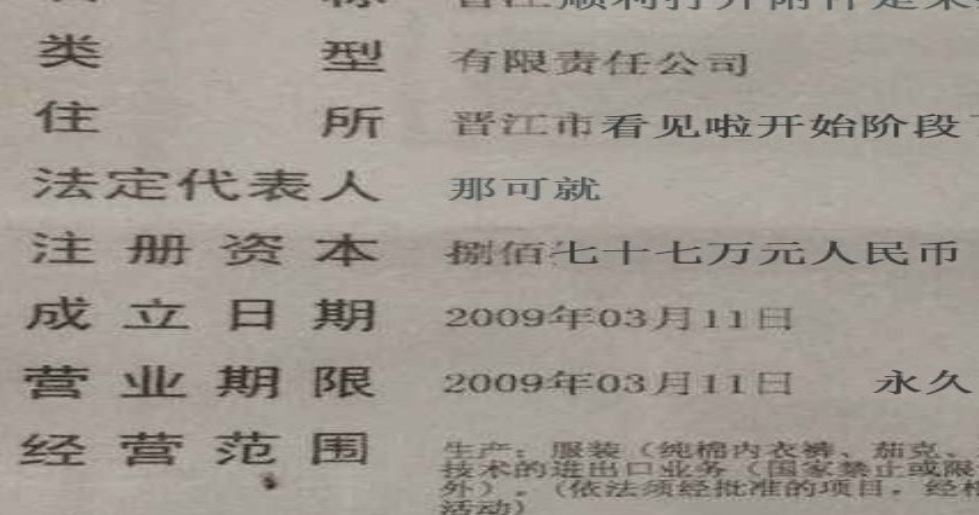 类型 有限责任公司
住所 晋江市看见啦开始阶段
法定代表人 那可就
注册资本 捌佰七十七万元人民币
成立日期 2009年03月11日
营业期限 2009年03月11日 永久
经营范围 生产：服装（纯棉内衣裤、茄克、
技术的进出口业务（国家禁止或限
外）。（依法须经批准的项目，经
活动）